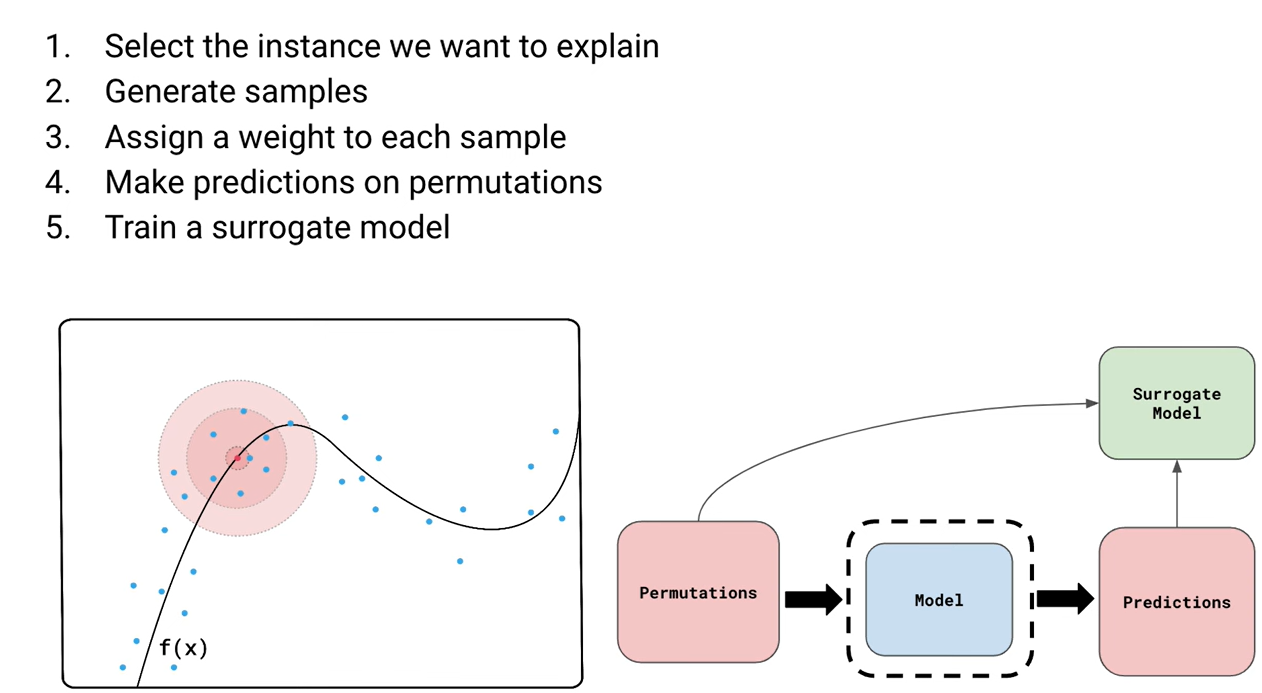 1. Select the instance we want to explain
2. Generate samples
3. Assign a weight to each sample
4. Make predictions on permutations
5. Train a surrogate model
f(x)
Surrogate
Model
Permutations
Model
Predictions